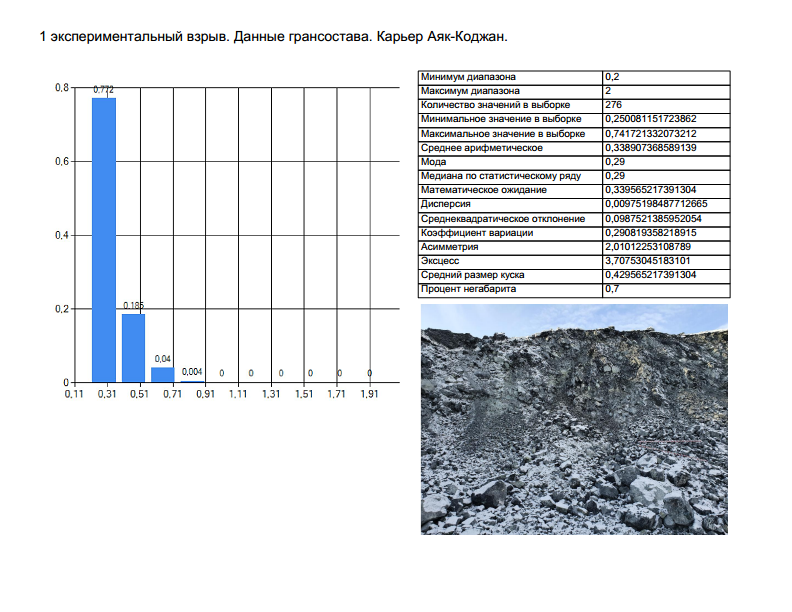 1 экспериментальный взрыв. Данные грансостава. Карьер Аяк-Коджан.
0,8
0,6
0,4
0,2
0
0,772
0,185
0,04
0,004
0
0
0
0
0
0
0,11 0,31 0,51 0,71 0,91 1,11 1,31 1,51 1,71 1,91
Минимум диапазона 0,2
Максимум диапазона 2
Количество значений в выборке 276
Минимальное значение в выборке 0,250081151723862
Максимальное значение в выборке 0,741721332073212
Среднее арифметическое 0,338907368589139
Мода 0,29
Медиана по статистическому ряду 0,29
Математическое ожидание 0,339565217391304
Дисперсия 0,00975198487712665
Среднеквадратическое отклонение 0,0987521385952054
Коэффициент вариации 0,290819358218915
Асимметрия 2,01012253108789
Эксцесс 3,70753045183101
Средний размер куска 0,429565217391304
Процент негабарита 0,7